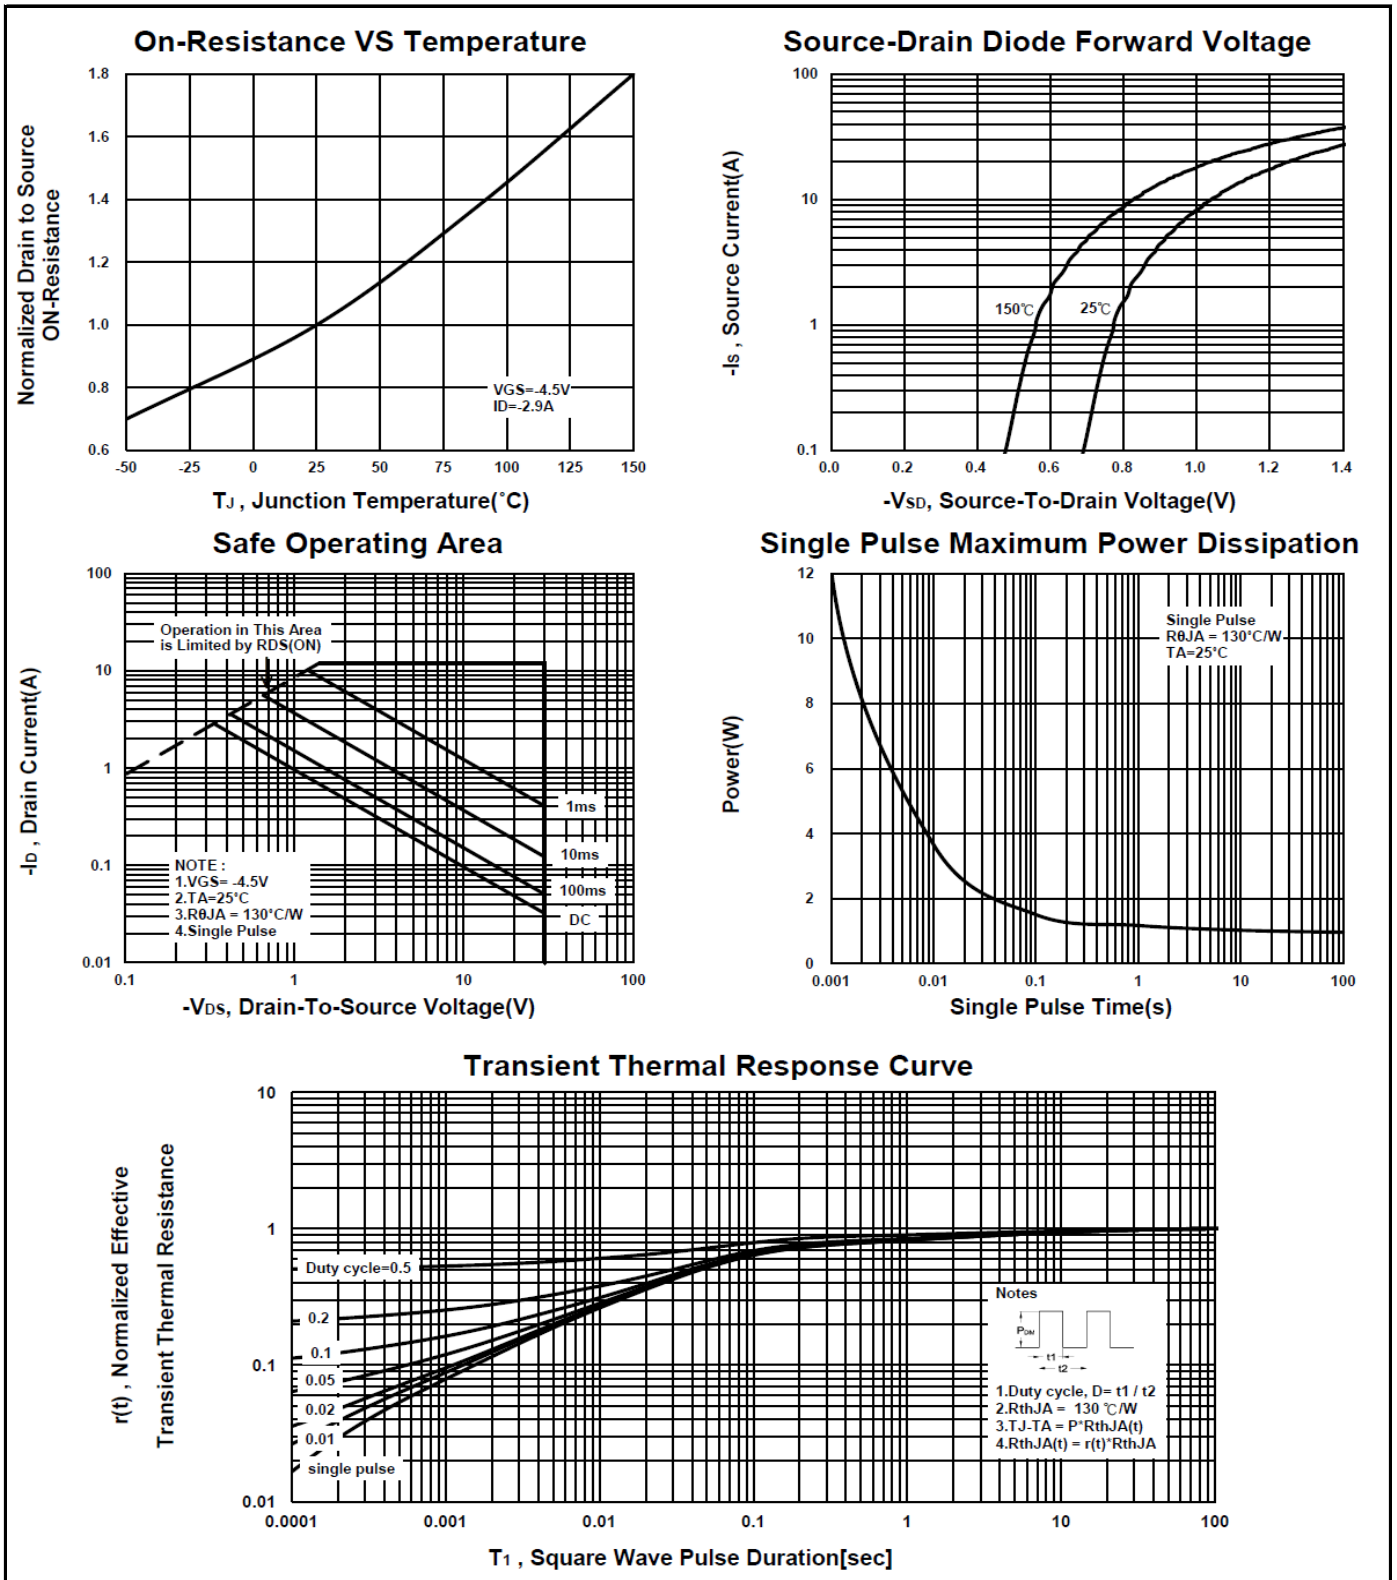 On-Resistance VS Temperature
Normalized Drain to Source
ON-Resistance
1.8
1.6
1.4
1.2
1.0
0.8
0.6
VGS=-4.5V
ID=-2.9A
-50 -25 0 25 50 75 100 125 150
TJ , Junction Temperature(°C)
Source-Drain Diode Forward Voltage
-IS , Source Current(A)
100
10
1
0.1
150℃ 25℃
0.0 0.2 0.4 0.6 0.8 1.0 1.2 1.4
-VSD, Source-To-Drain Voltage(V)
Safe Operating Area
-ID , Drain Current(A)
100
10
1
0.1
0.01
Operation in This Area
is Limited by RDS(ON)
1ms
10ms
100ms
DC
NOTE :
1.VGS= -4.5V
2.TA=25°C
3.RθJA = 130°C/W
4.Single Pulse
0.1 1 10 100
-VDS, Drain-To-Source Voltage(V)
Single Pulse Maximum Power Dissipation
Power(W)
12
10
8
6
4
2
0
Single Pulse
RθJA = 130°C/W
TA=25°C
0.001 0.01 0.1 1 10 100
Single Pulse Time(s)
Transient Thermal Response Curve
r(t) , Normalized Effective
Transient Thermal Resistance
10
1
0.1
0.01
Duty cycle=0.5
0.2
0.1
0.05
0.02
0.01
single pulse
Notes
PDM
t1
t2
1.Duty cycle, D= t1 / t2
2.RthJA = 130 ℃/W
3.TJ-TA = P*RthJA(t)
4.RthJA(t) = r(t)*RthJA
0.0001 0.001 0.01 0.1 1 10 100
T1 , Square Wave Pulse Duration[sec]